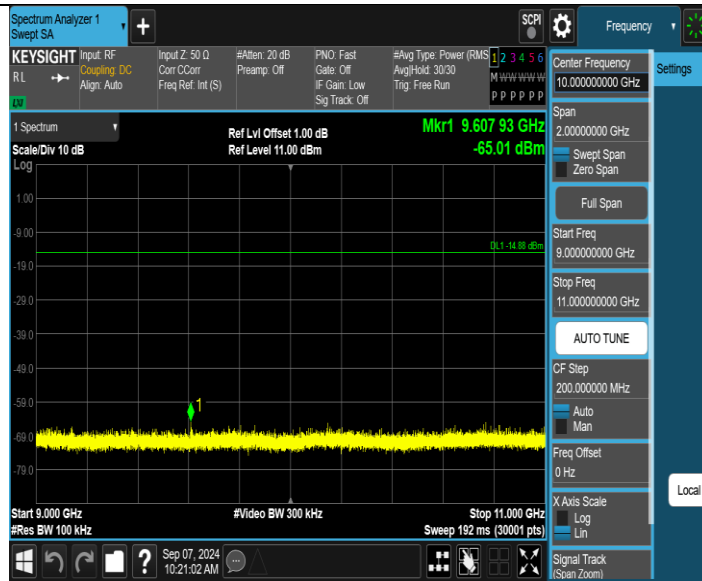 Spectrum Analyzer 1
Swept SA
SCPI
Frequency
KEYSIGHT
RL
LXI
Input: RF
Coupling: DC
Align: Auto
Input Z: 50 Ω
Corr CCorr
Freq Ref: Int (S)
#Atten: 20 dB
Preamp: Off
PNO: Fast
Gate: Off
IF Gain: Low
Sig Track: Off
#Avg Type: Power (RMS
Avg|Hold: 30/30
Trig: Free Run
1 2 3 4 5 6
M W W W W W
P P P P P P
Center Frequency
10.000000000 GHz
Settings
1 Spectrum
Scale/Div 10 dB
Ref Lvl Offset 1.00 dB
Ref Level 11.00 dBm
Mkr1 9.607 93 GHz
-65.01 dBm
Log
1.00
-9.00
-19.0
-29.0
-39.0
-49.0
-59.0
-69.0
-79.0
DL1 -14.88 dBm
1
Start 9.000 GHz
#Res BW 100 kHz
#Video BW 300 kHz
Stop 11.000 GHz
Sweep 192 ms (30001 pts)
Span
2.00000000 GHz
Swept Span
Zero Span
Full Span
Start Freq
9.000000000 GHz
Stop Freq
11.000000000 GHz
AUTO TUNE
CF Step
200.000000 MHz
Auto
Man
Freq Offset
0 Hz
X Axis Scale
Log
Lin
Signal Track
(Span Zoom)
Local
?
Sep 07, 2024
10:21:02 AM